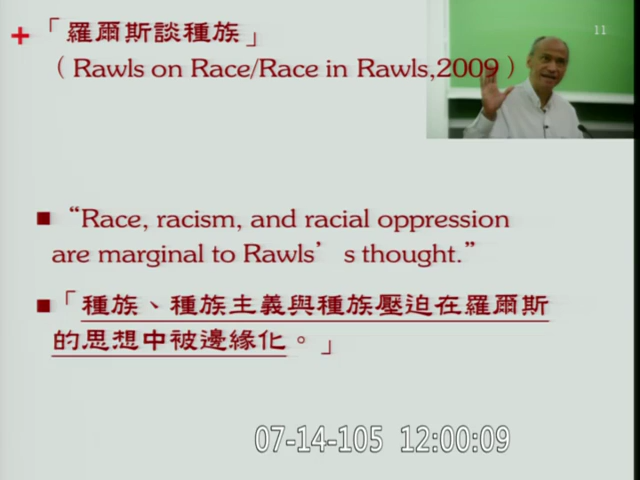 + 「羅爾斯談種族」
（Rawls on Race/Race in Rawls,2009）
11
■ “Race, racism, and racial oppression
are marginal to Rawls’s thought.”
■ 「種族、種族主義與種族壓迫在羅爾斯
的思想中被邊緣化。」
07-14-105 12:00:09